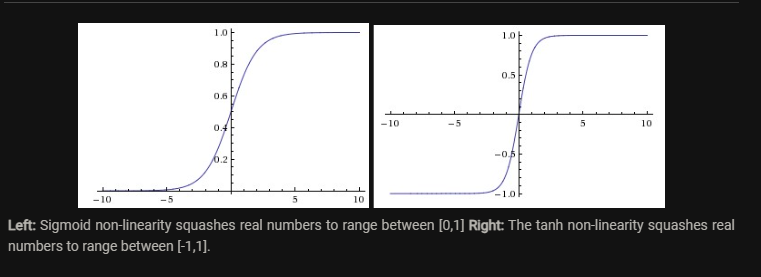 1.0
0.8
0.6
0.4
0.2
−10 −5 5 10
1.0
0.5
−10 −5 5 10
−0.5
−1.0
Left: Sigmoid non-linearity squashes real numbers to range between [0,1] Right: The tanh non-linearity squashes real
numbers to range between [-1,1].